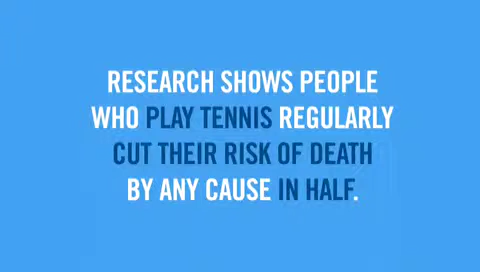 RESEARCH SHOWS PEOPLE
WHO PLAY TENNIS REGULARLY
CUT THEIR RISK OF DEATH
BY ANY CAUSE IN HALF.